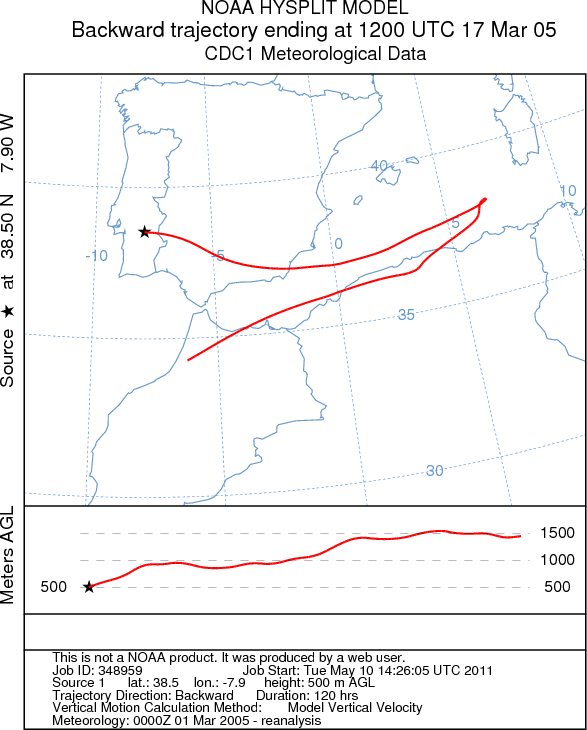 NOAA HYSPLIT MODEL
Backward trajectory ending at 1200 UTC 17 Mar 05
CDC1 Meteorological Data
Source ★ at 38.50 N 7.90 W
40
10
5
0
-5
-10
35
30
Meters AGL
1500
1000
500 500
This is not a NOAA product. It was produced by a web user.
Job ID: 348959 Job Start: Tue May 10 14:26:05 UTC 2011
Source 1 lat.: 38.5 lon.: -7.9 height: 500 m AGL
Trajectory Direction: Backward Duration: 120 hrs
Vertical Motion Calculation Method: Model Vertical Velocity
Meteorology: 0000Z 01 Mar 2005 - reanalysis